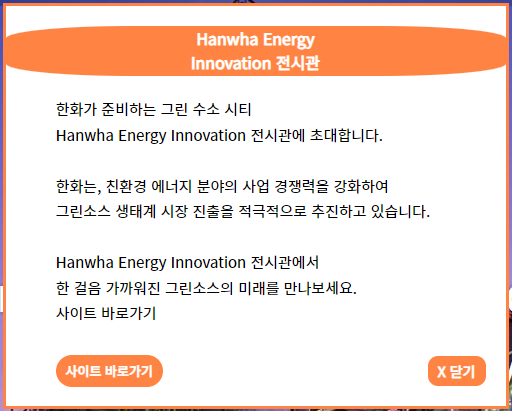 Hanwha Energy
Innovation 전시관
한화가 준비하는 그린 수소 시티
Hanwha Energy Innovation 전시관에 초대합니다.
한화는, 친환경 에너지 분야의 사업 경쟁력을 강화하여
그린소스 생태계 시장 진출을 적극적으로 추진하고 있습니다.
Hanwha Energy Innovation 전시관에서
한 걸음 가까워진 그린소스의 미래를 만나보세요.
사이트 바로가기
사이트 바로가기
X 닫기